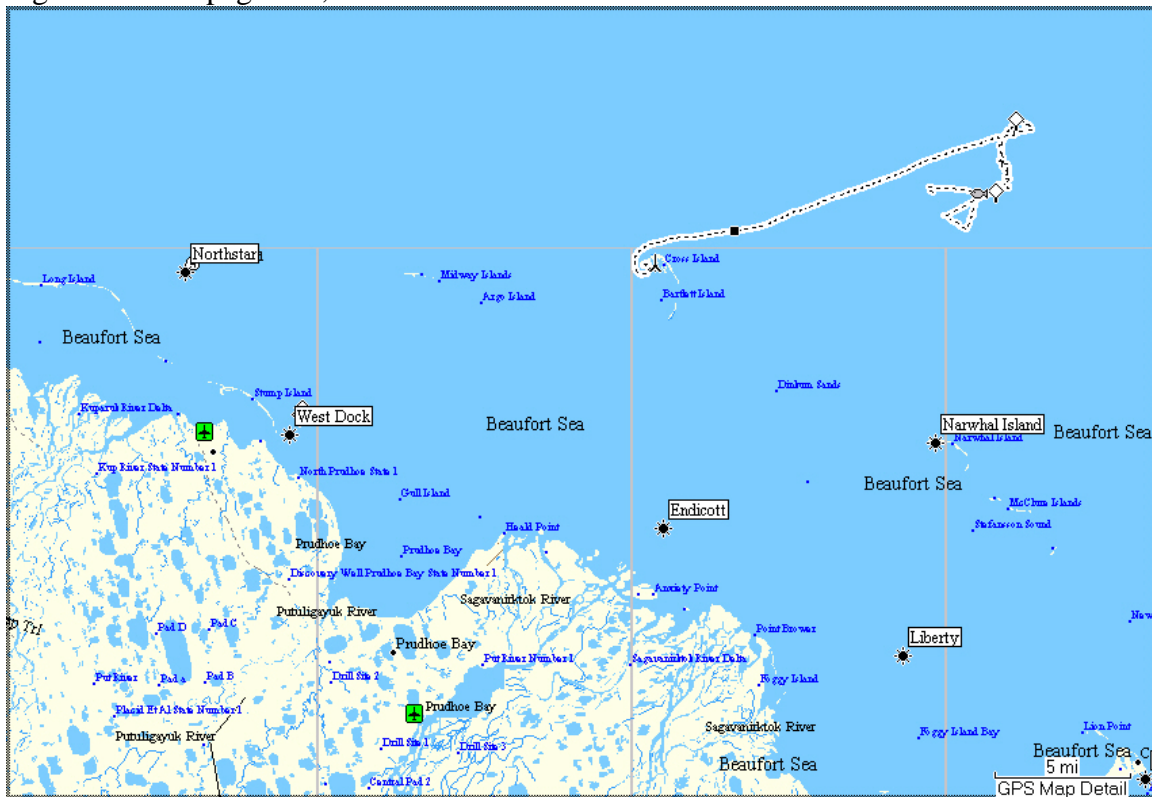 Northstar
Cross Island
Long Island
Midway Islands
Argo Island
Bartlett Island
Beaufort Sea
Dinkum Sands
Stump Island
Kuparuk River Delta
West Dock
Beaufort Sea
Narwhal Island
Beaufort Sea
Narwhal Island
Kup River State Number 1
North Prudhoe State 1
Beaufort Sea
Gull Island
McClure Islands
Endicott
Stefansson Sound
Heald Point
Prudhoe Bay
Prudhoe Bay
Discovery Well Prudhoe Bay State Number 1
Anxiety Point
Sagavanirktok River
Putuligayuk River
Trl
Pad D
Pad C
Point Brower
Liberty
Prudhoe Bay
Put River Number 1
Sagavanirktok River Delta
Put River
Pad A
Pad B
Drill Site 2
Foggy Island
Prudhoe Bay
Placid Et Al State Number 1
Sagavanirktok River
Foggy Island Bay
Lion Point
Putuligayuk River
Drill Site 1
Drill Site 3
Beaufort Sea
Beaufort Sea
5 mi
Central Pad 2
GPS Map Detail